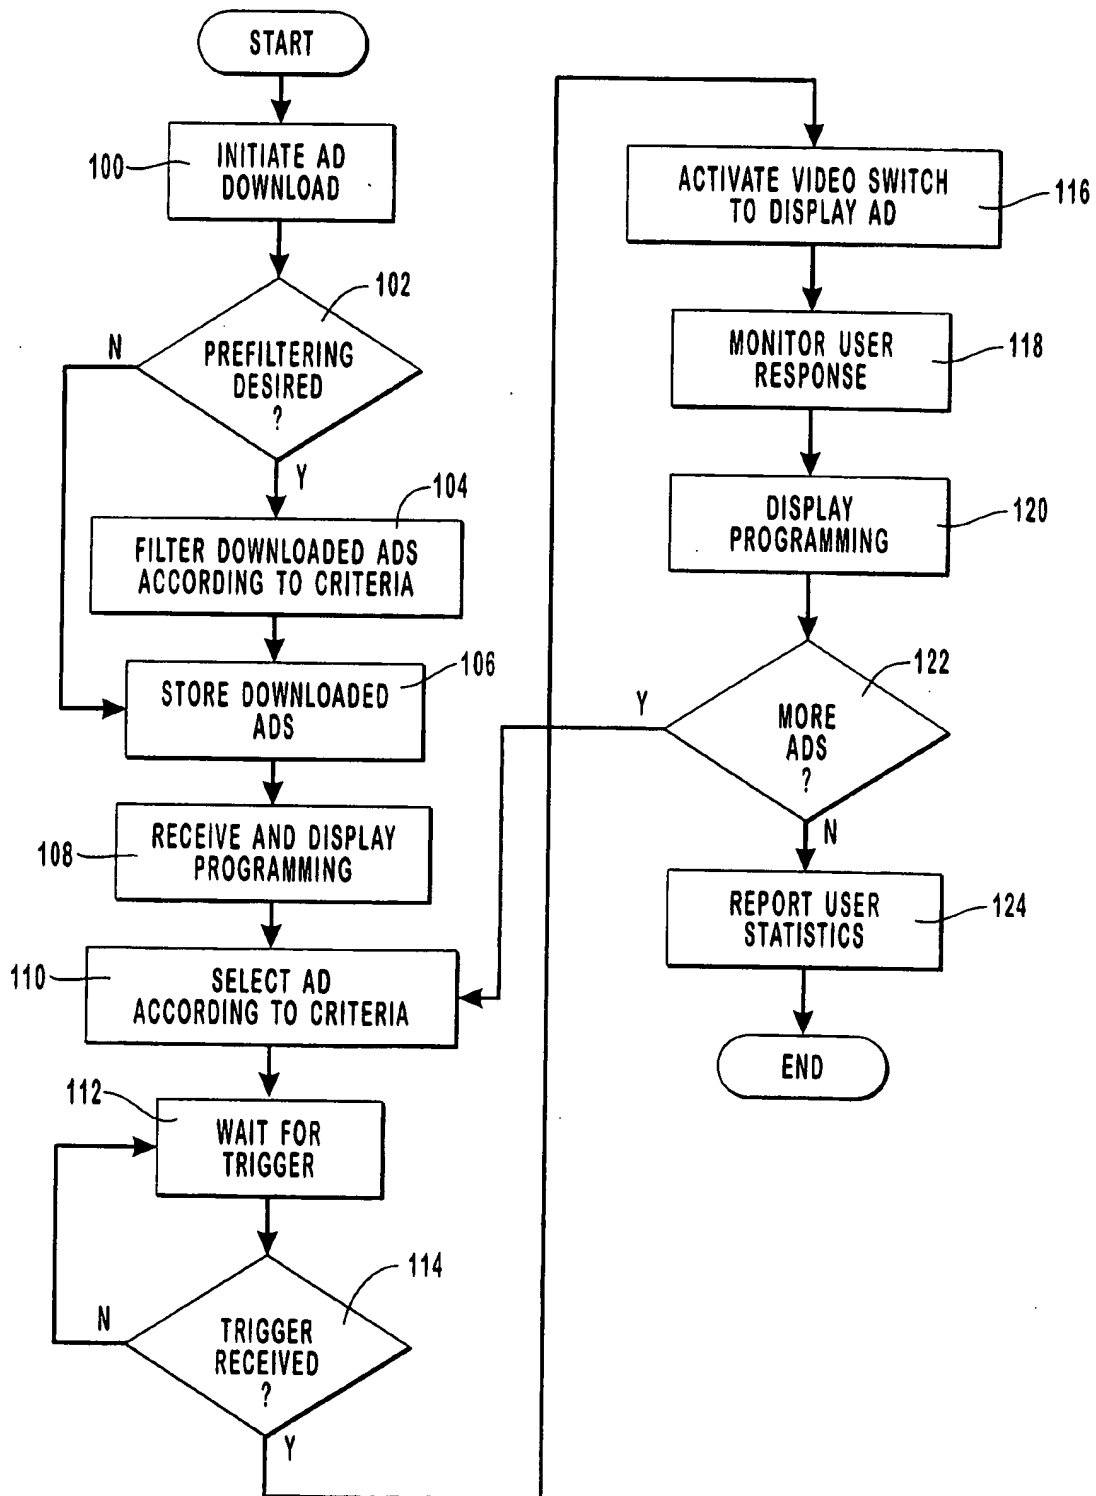 START
100
INITIATE AD
DOWNLOAD
102
N
PREFILTERING
DESIRED
?
Y
104
FILTER DOWNLOADED ADS
ACCORDING TO CRITERIA
106
STORE DOWNLOADED
ADS
108
RECEIVE AND DISPLAY
PROGRAMMING
110
SELECT AD
ACCORDING TO CRITERIA
112
WAIT FOR
TRIGGER
114
N
TRIGGER
RECEIVED
?
Y
ACTIVATE VIDEO SWITCH
TO DISPLAY AD
116
MONITOR USER
RESPONSE
118
DISPLAY
PROGRAMMING
120
122
Y
MORE
ADS
?
N
REPORT USER
STATISTICS
124
END